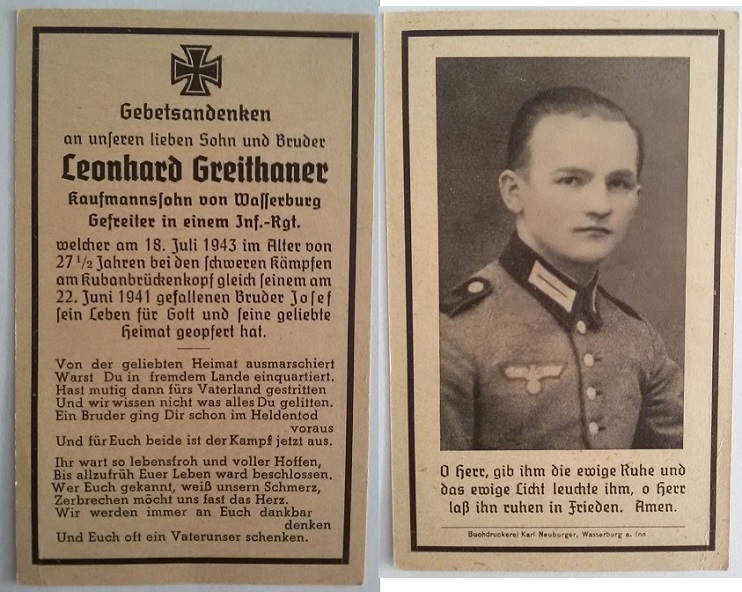 Gebetsandenken
an unseren lieben Sohn und Bruder
Leonhard Greithaner
Kaufmannssohn von Wasserburg
Gefreiter in einem Inf.-Rgt.
welcher am 18. Juli 1943 im Alter von
27 1/2 Jahren bei den schweren Kämpfen
am Kubanbrückenkopf gleich seinem am
22. Juni 1941 gefallenen Bruder Josef
sein Leben für Gott und seine geliebte
Heimat geopfert hat.
Von der geliebten Heimat ausmarschiert
Warst Du in fremdem Lande einquartiert.
Hast mutig dann fürs Vaterland gestritten
Und wir wissen nicht was alles Du gelitten.
Ein Bruder ging Dir schon im Heldentod
voraus
Und für Euch beide ist der Kampf jetzt aus.
Ihr wart so lebensfroh und voller Hoffen,
Bis allzufrüh Euer Leben ward beschlossen.
Wer Euch gekannt, weiß unsern Schmerz,
Zerbrechen möcht uns fast das Herz.
Wir werden immer an Euch dankbar
denken
Und Euch oft ein Vaterunser schenken.
O Herr, gib ihm die ewige Ruhe und
das ewige Licht leuchte ihm, o Herr
laß ihn ruhen in Frieden. Amen.
Buchdruckerei Karl Neuburger, Wasserburg a. Inn